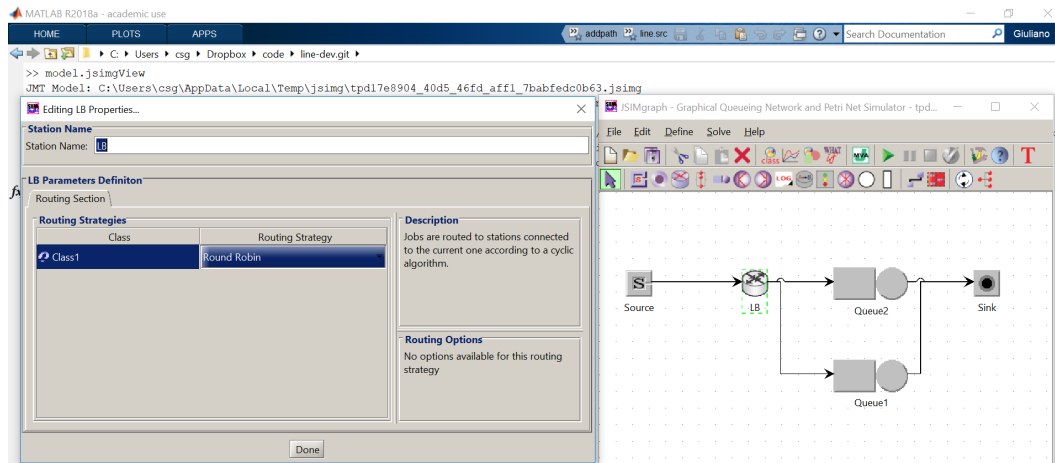 MATLAB R2018a - academic use
HOME PLOTS APPS addpath line.src Search Documentation Giuliano
C: Users csg Dropbox code line-dev.git
>> model.jsimgView
JMT Model: C:\Users\csg\AppData\Local\Temp\jsimg\tpd17e8904_40d5_46fd_aff1_7babfedc0b63.jsimg
fx
Editing LB Properties...
Station Name
Station Name: LB
LB Parameters Definiton
Routing Section
Routing Strategies
Class Routing Strategy
Class1 Round Robin
Description
Jobs are routed to stations connected
to the current one according to a cyclic
algorithm.
Routing Options
No options available for this routing
strategy
Done
JSIMgraph - Graphical Queueing Network and Petri Net Simulator - tpd...
File Edit Define Solve Help
class WHAT IF MVA T
LOG
S
Source LB Queue2 Sink
Queue1